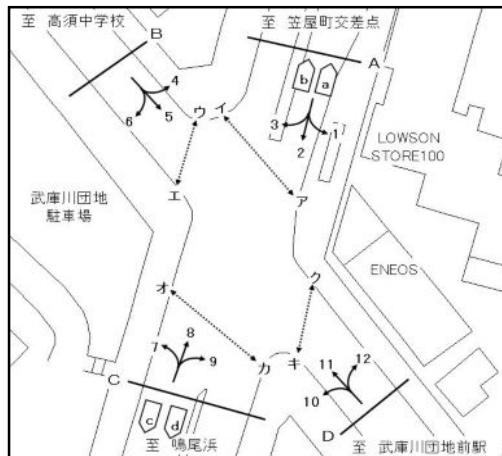 至 高須中学校
至 笠屋町交差点
B
A
b
a
4
5
6
3
2
1
ウ
イ
LOWSON
STORE100
エ
ア
武庫川団地
駐車場
ENEOS
オ
ク
8
7
9
カ
キ
11
12
10
C
c
d
D
至 鳴尾浜
至 武庫川団地前駅